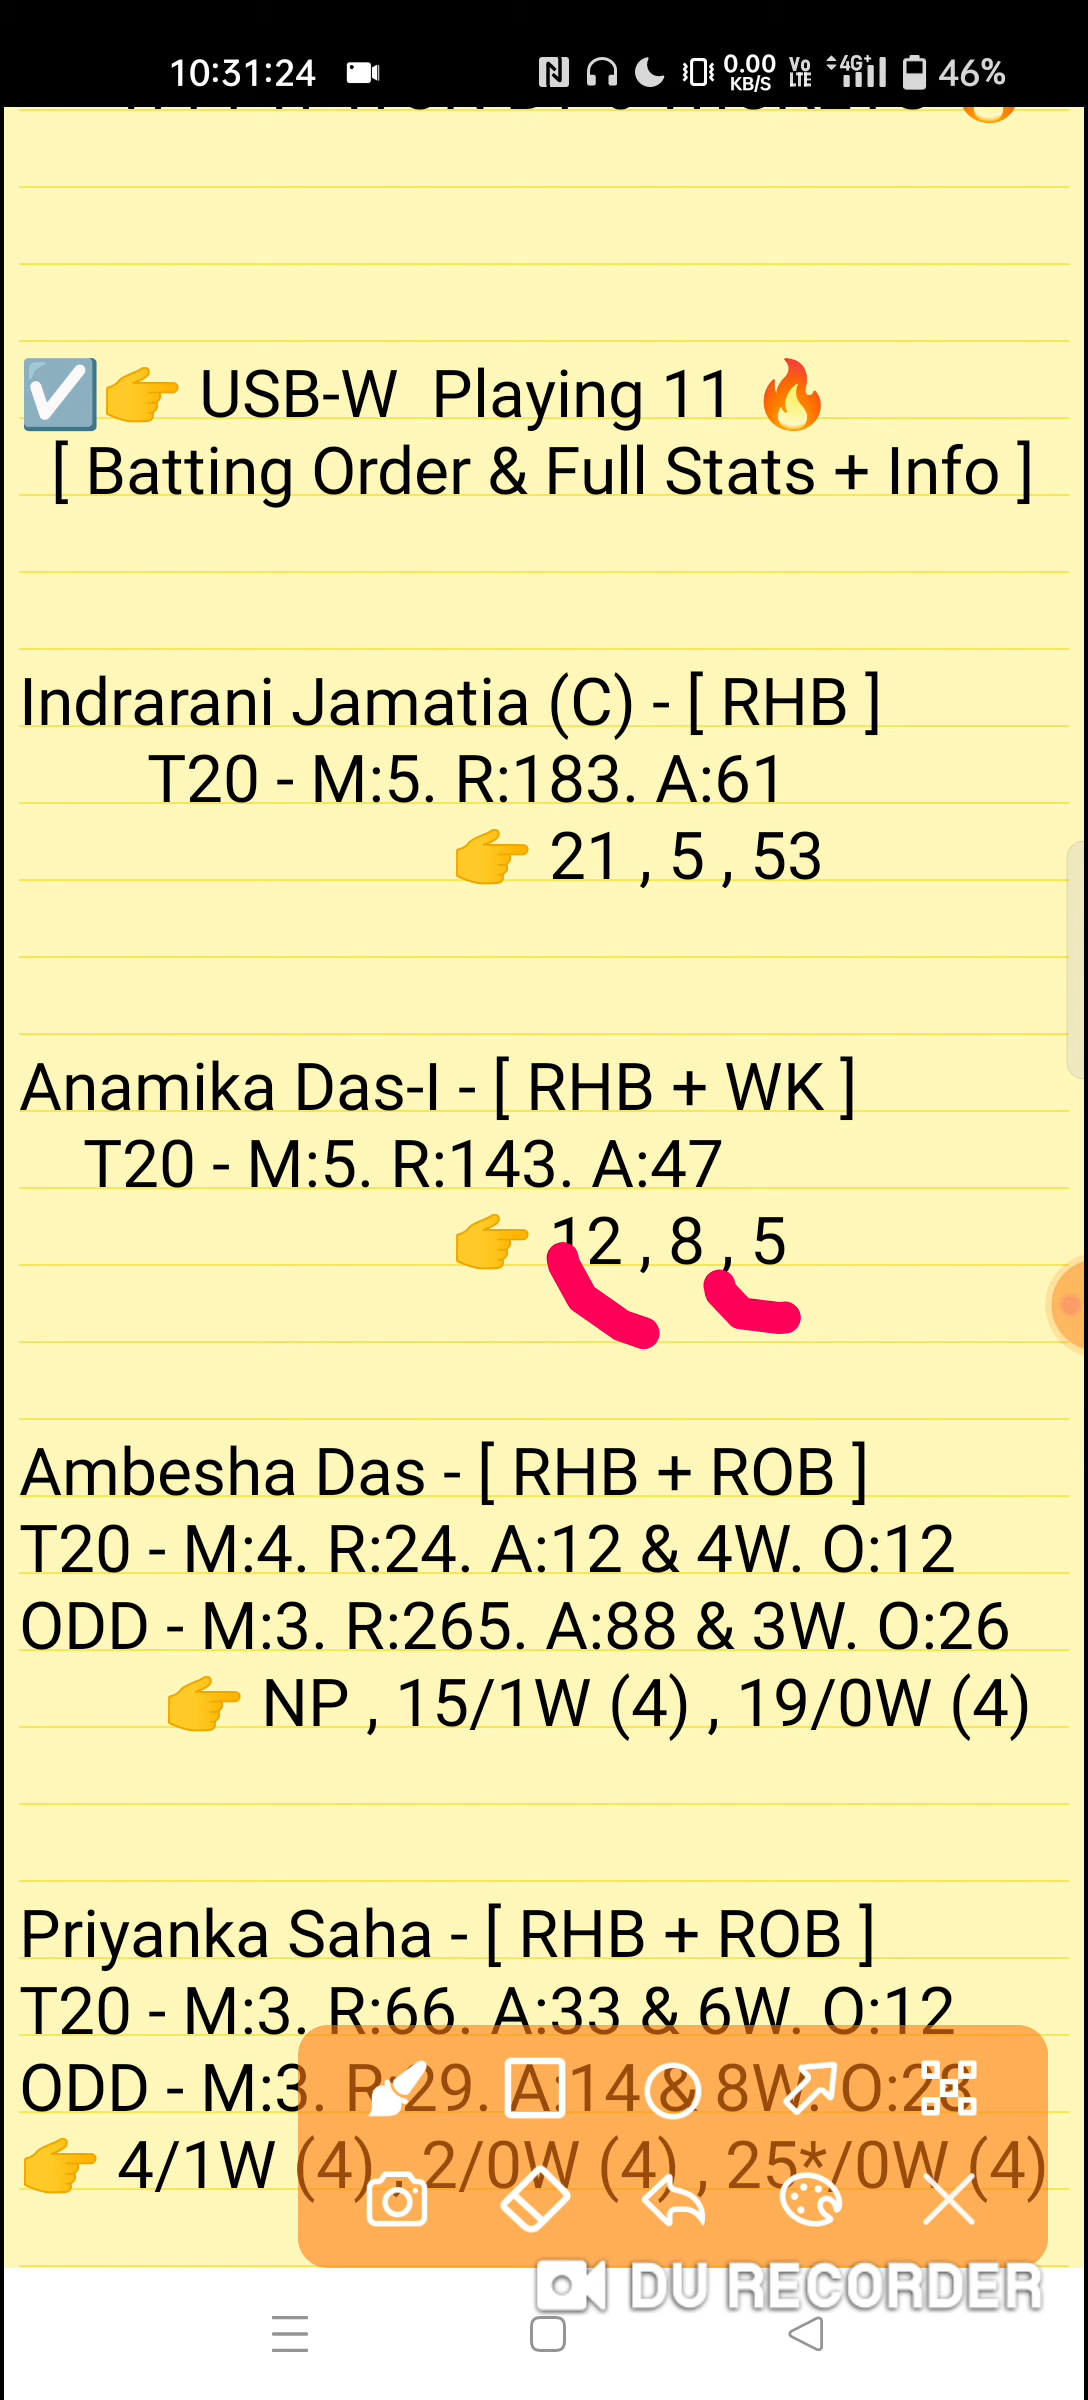 10:31:24 0.00 KB/S Vo LTE 4G+ 46%
☑️👉 USB-W Playing 11 🔥
[ Batting Order & Full Stats + Info ]
Indrarani Jamatia (C) - [ RHB ]
T20 - M:5. R:183. A:61
👉 21 , 5 , 53
Anamika Das-I - [ RHB + WK ]
T20 - M:5. R:143. A:47
👉 12 , 8 , 5
Ambesha Das - [ RHB + ROB ]
T20 - M:4. R:24. A:12 & 4W. O:12
ODD - M:3. R:265. A:88 & 3W. O:26
👉 NP , 15/1W (4) , 19/0W (4)
Priyanka Saha - [ RHB + ROB ]
T20 - M:3. R:66. A:33 & 6W. O:12
ODD - M:3. R:29. A:14 & 8W. O:28
👉 4/1W (4) , 2/0W (4) , 25*/0W (4)
DU RECORDER